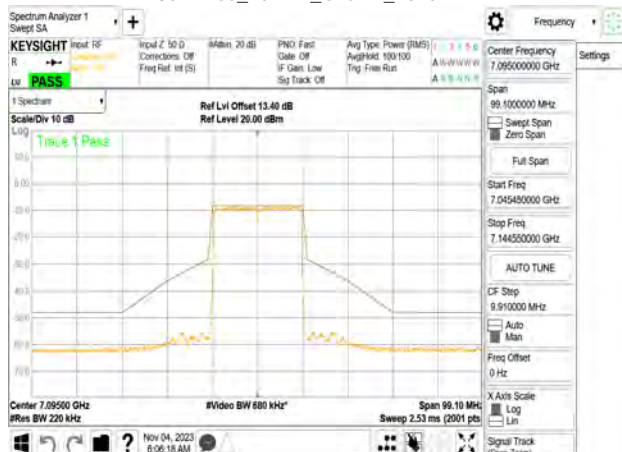 Spectrum Analyzer 1
Swept SA
+
Frequency
KEYSIGHT
Input: RF
Input Z: 50 Ω
Corrections: Off
Freq Ref: Int (S)
#Atten: 20 dB
PNO: Fast
Gate: Off
IF Gain: Low
Sig Track: Off
Avg Type: Power (RMS)
Avg|Hold: 100/100
Trig: Free Run
PASS
Center Frequency
7.095000000 GHz
Settings
Span
99.1000000 MHz
Swept Span
Zero Span
Full Span
Start Freq
7.045450000 GHz
Stop Freq
7.144550000 GHz
AUTO TUNE
CF Step
9.910000 MHz
Auto
Man
Freq Offset
0 Hz
X Axis Scale
Log
Lin
Signal Track
1 Spectrum
Scale/Div 10 dB
Ref Lvl Offset 13.40 dB
Ref Level 20.00 dBm
Log
Trace 1 Pass
10.0
0.00
Center 7.09500 GHz
#Res BW 220 kHz
#Video BW 680 kHz*
Span 99.10 MHz
Sweep 2.53 ms (2001 pts
?
Nov 04, 2023
6:06:18 AM